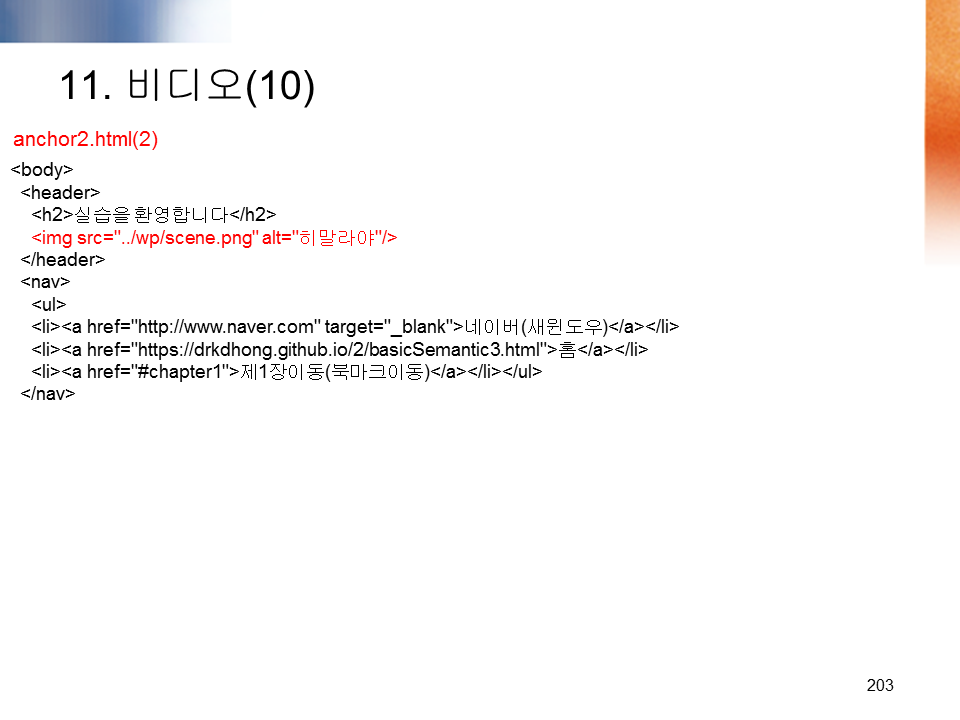 11. 비디오(10)
anchor2.html(2)
<body>
<header>
<h2>실습을 환영합니다</h2>
<img src="../wp/scene.png" alt="히말라야"/>
</header>
<nav>
<ul>
<li><a href="http://www.naver.com" target="_blank">네이버(새윈도우)</a></li>
<li><a href="https://drkdhong.github.io/2/basicSemantic3.html">홈</a></li>
<li><a href="#chapter1">제1장이동(북마크이동)</a></li></ul>
</nav>
203